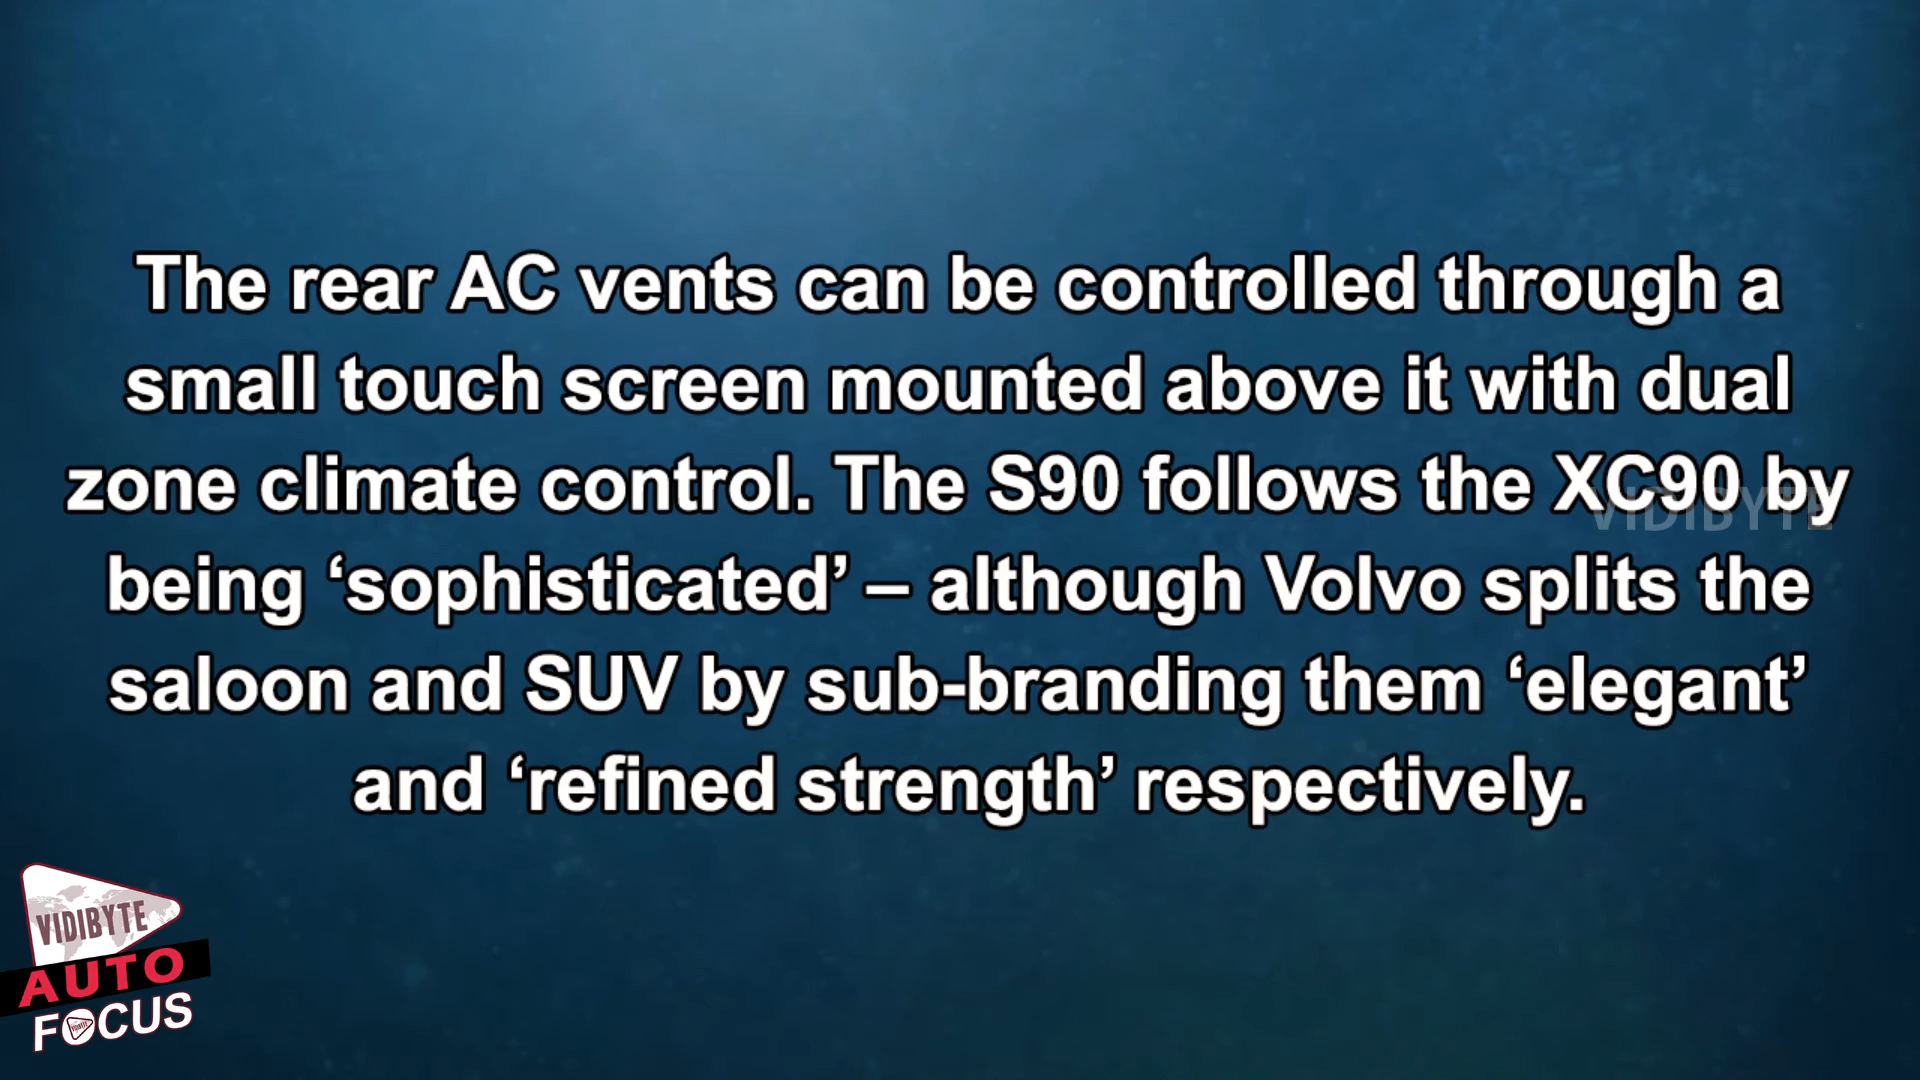 The rear AC vents can be controlled through a
small touch screen mounted above it with dual
zone climate control. The S90 follows the XC90 by
VIDIBYTE
being ‘sophisticated’ – although Volvo splits the
saloon and SUV by sub-branding them ‘elegant’
and ‘refined strength’ respectively.
VIDIBYTE
AUTO
FOCUS